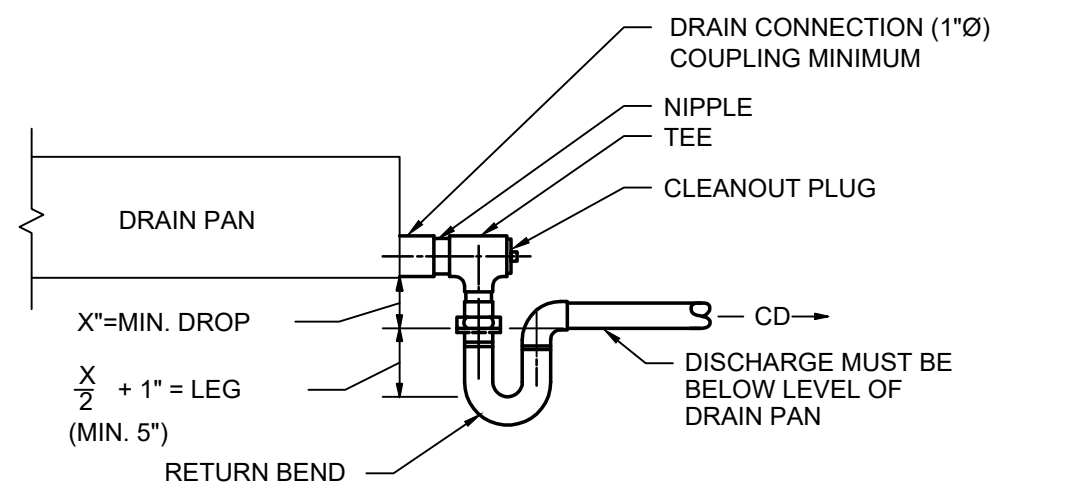 DRAIN CONNECTION (1"Ø)
COUPLING MINIMUM
NIPPLE
TEE
CLEANOUT PLUG
DRAIN PAN
X"=MIN. DROP
CD
X/2 + 1" = LEG
(MIN. 5")
DISCHARGE MUST BE
BELOW LEVEL OF
DRAIN PAN
RETURN BEND